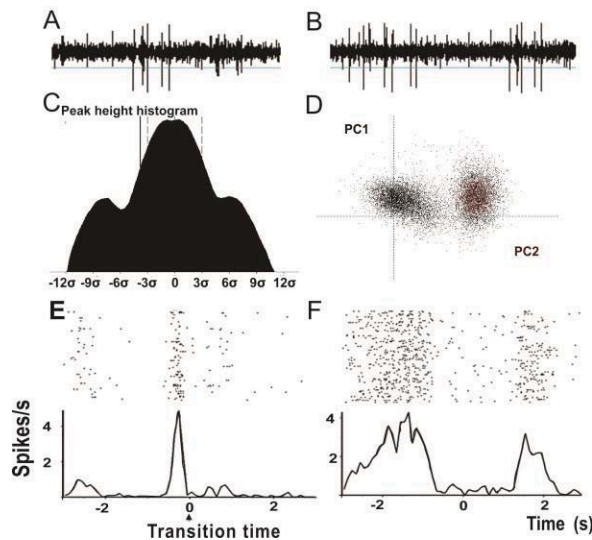 A B
C
Peak height histogram
-12σ -9σ -6σ -3σ 0 3σ 6σ 9σ 12σ
D
PC1
PC2
E
Spikes/s
4
2
-2 0 2
Transition time
F
4
2
-2 0 2
Time (s)